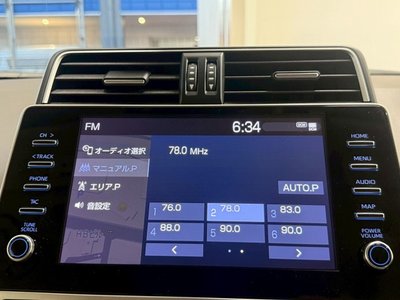 FM
6:34
CH >
< TRACK
PHONE
TUNE
SCROLL
オーディオ選択
マニュアル.P
エリア.P
音設定
78.0 MHz
AUTO.P
1 76.0
2 78.0
3 83.0
4 88.0
5 90.0
6 90.0
<
>
HOME
MENU
AUDIO
MAP
POWER
VOLUME